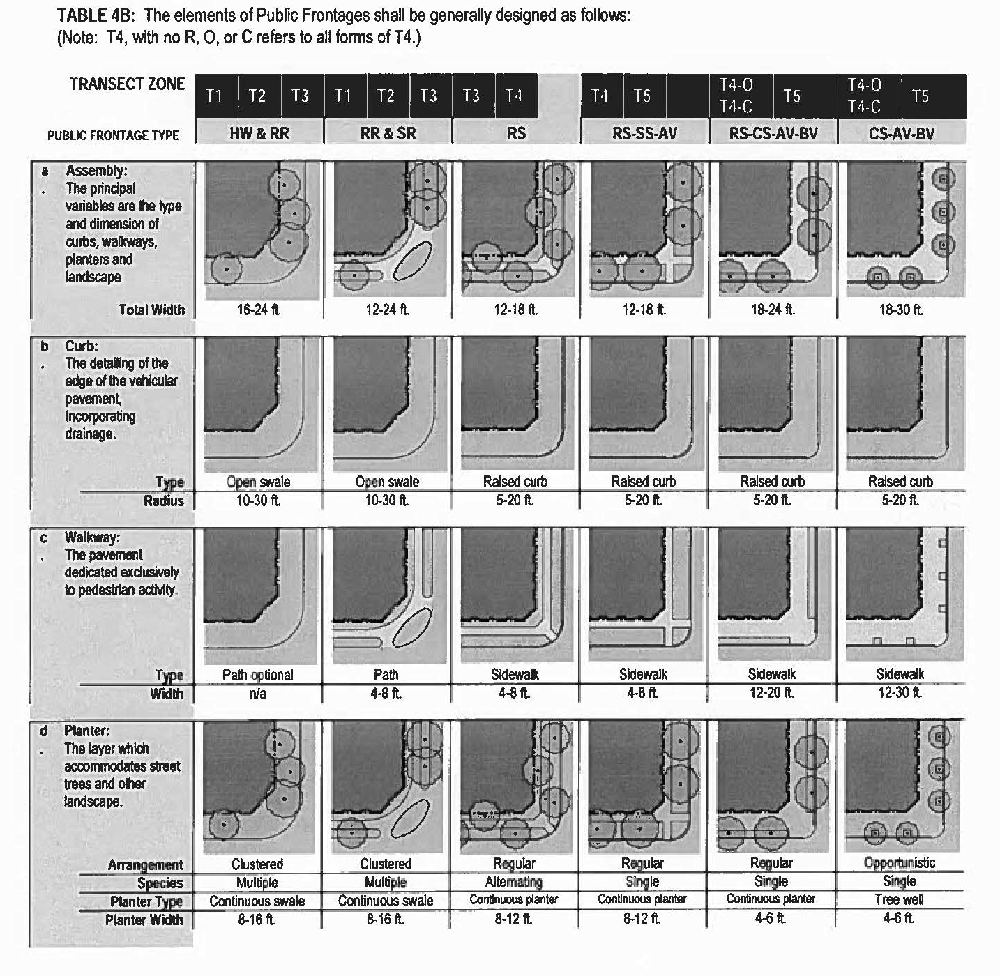 TABLE 4B: The elements of Public Frontages shall be generally designed as follows:
(Note: T4, with no R, O, or C refers to all forms of T4.)
TRANSECT ZONE T1 T2 T3 T1 T2 T3 T3 T4 T4 T5 T4-O T4-C T5 T4-O T4-C T5
PUBLIC FRONTAGE TYPE HW & RR RR & SR RS RS-SS-AV RS-CS-AV-BV CS-AV-BV
a Assembly:
. The principal
variables are the type
and dimension of
curbs, walkways,
planters and
landscape
Total Width 16-24 ft. 12-24 ft. 12-18 ft. 12-18 ft. 18-24 ft. 18-30 ft.
b Curb:
. The detailing of the
edge of the vehicular
pavement,
Incorporating
drainage.
Type Open swale Open swale Raised curb Raised curb Raised curb Raised curb
Radius 10-30 ft. 10-30 ft. 5-20 ft. 5-20 ft. 5-20 ft. 5-20 ft.
c Walkway:
. The pavement
dedicated exclusively
to pedestrian activity.
Type Path optional Path Sidewalk Sidewalk Sidewalk Sidewalk
Width n/a 4-8 ft. 4-8 ft. 4-8 ft. 12-20 ft. 12-30 ft.
d Planter:
. The layer which
accommodates street
trees and other
landscape.
Arrangement Clustered Clustered Regular Regular Regular Opportunistic
Species Multiple Multiple Alternating Single Single Single
Planter Type Continuous swale Continuous swale Continuous planter Continuous planter Continuous planter Tree well
Planter Width 8-16 ft. 8-16 ft. 8-12 ft. 8-12 ft. 4-6 ft. 4-6 ft.